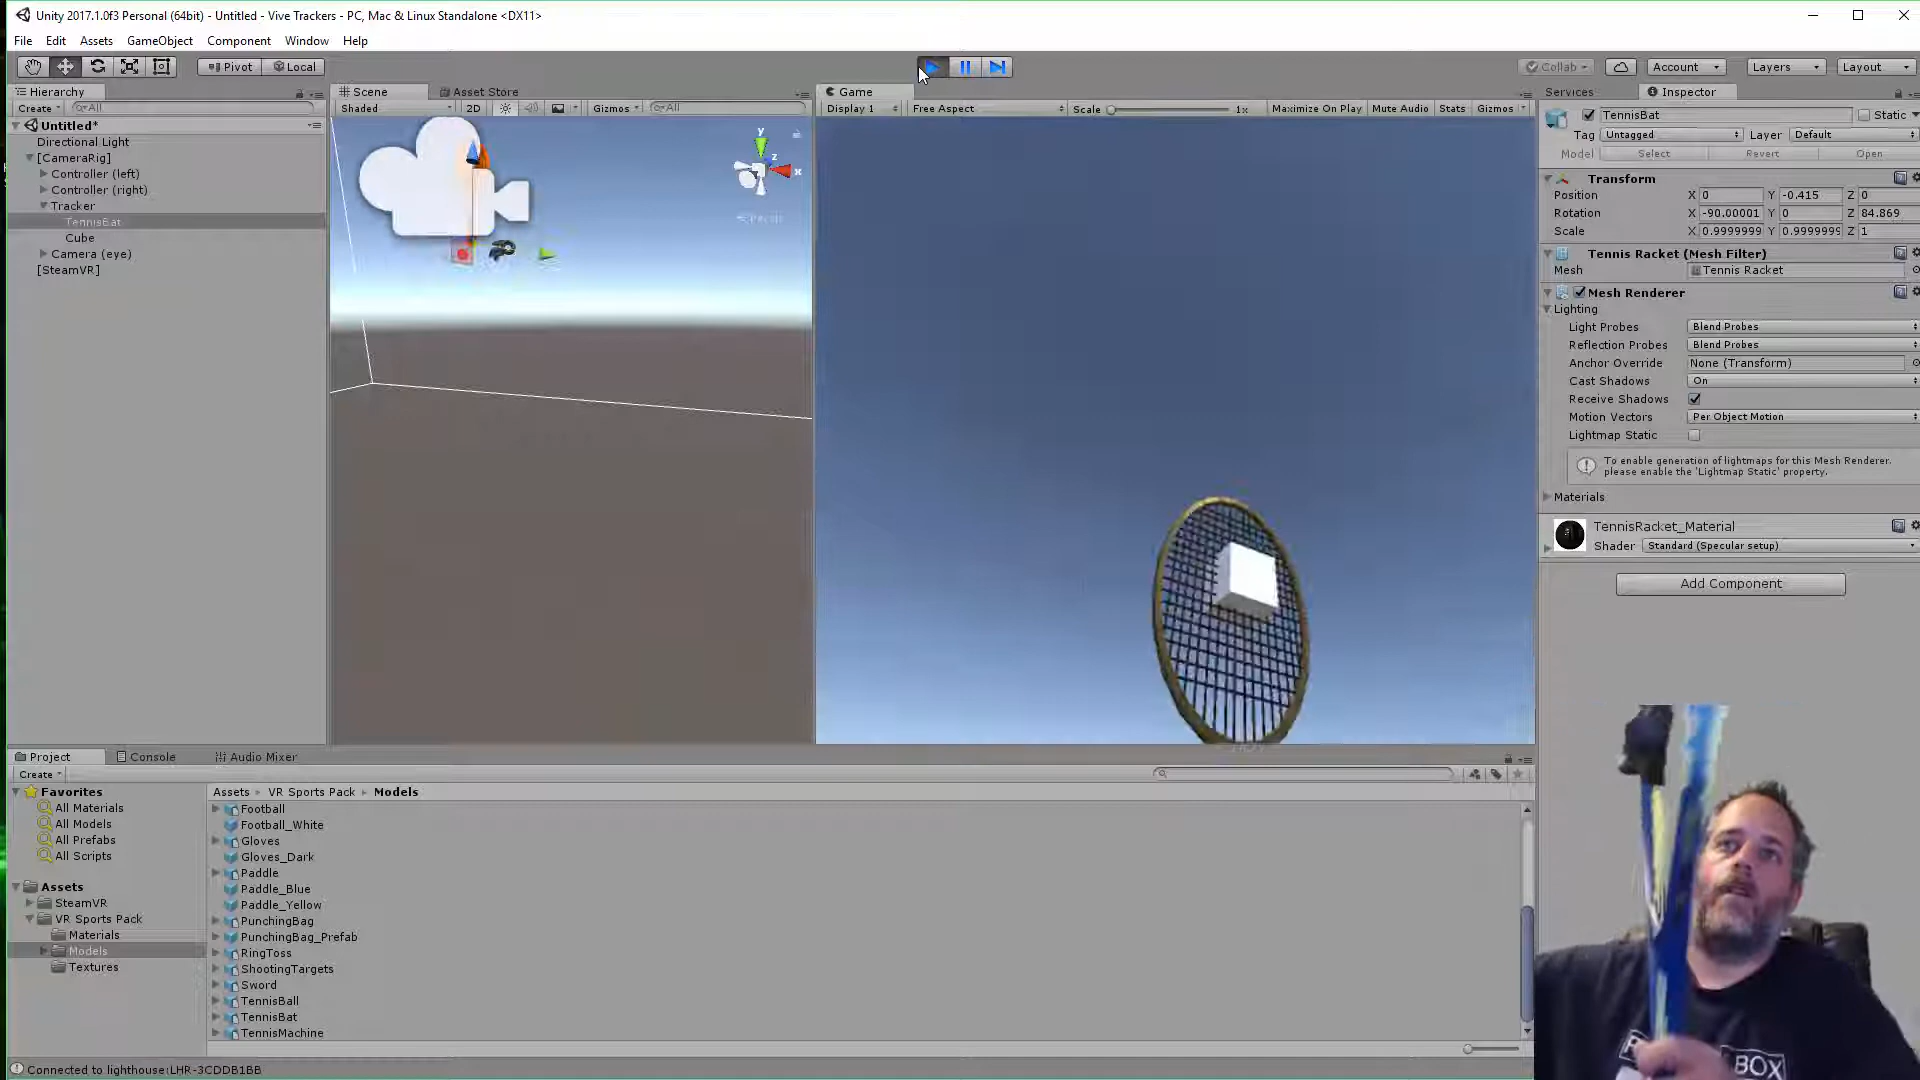 Unity 2017.1.0f3 Personal (64bit) - Untitled - Vive Trackers - PC, Mac & Linux Standalone <DX11>
File Edit Assets GameObject Component Window Help
Pivot Local Collab Account Layers Layout
Hierarchy
Create All
Untitled*
Directional Light
[CameraRig]
Controller (left)
Controller (right)
Tracker
TennisBat
Cube
Camera (eye)
[SteamVR]
Scene Asset Store
Shaded 2D Gizmos All
y
z
x
Persp
Game
Display 1 Free Aspect Scale 1x Maximize On Play Mute Audio Stats Gizmos
Services Inspector
TennisBat Static
Tag Untagged Layer Default
Model Select Revert Open
Transform
Position X 0 Y -0.415 Z 0
Rotation X -90.00001 Y 0 Z 84.869
Scale X 0.9999999 Y 0.9999999 Z 1
Tennis Racket (Mesh Filter)
Mesh Tennis Racket
Mesh Renderer
Lighting
Light Probes Blend Probes
Reflection Probes Blend Probes
Anchor Override None (Transform)
Cast Shadows On
Receive Shadows
Motion Vectors Per Object Motion
Lightmap Static
To enable generation of lightmaps for this Mesh Renderer, please enable the 'Lightmap Static' property.
Materials
TennisRacket_Material
Shader Standard (Specular setup)
Add Component
Project Console Audio Mixer
Create
Favorites
All Materials
All Models
All Prefabs
All Scripts
Assets
SteamVR
VR Sports Pack
Materials
Models
Textures
Assets VR Sports Pack Models
Football
Football_White
Gloves
Gloves_Dark
Paddle
Paddle_Blue
Paddle_Yellow
PunchingBag
PunchingBag_Prefab
RingToss
ShootingTargets
Sword
TennisBall
TennisBat
TennisMachine
Connected to lighthouse:LHR-3CDDB1BB
BOX